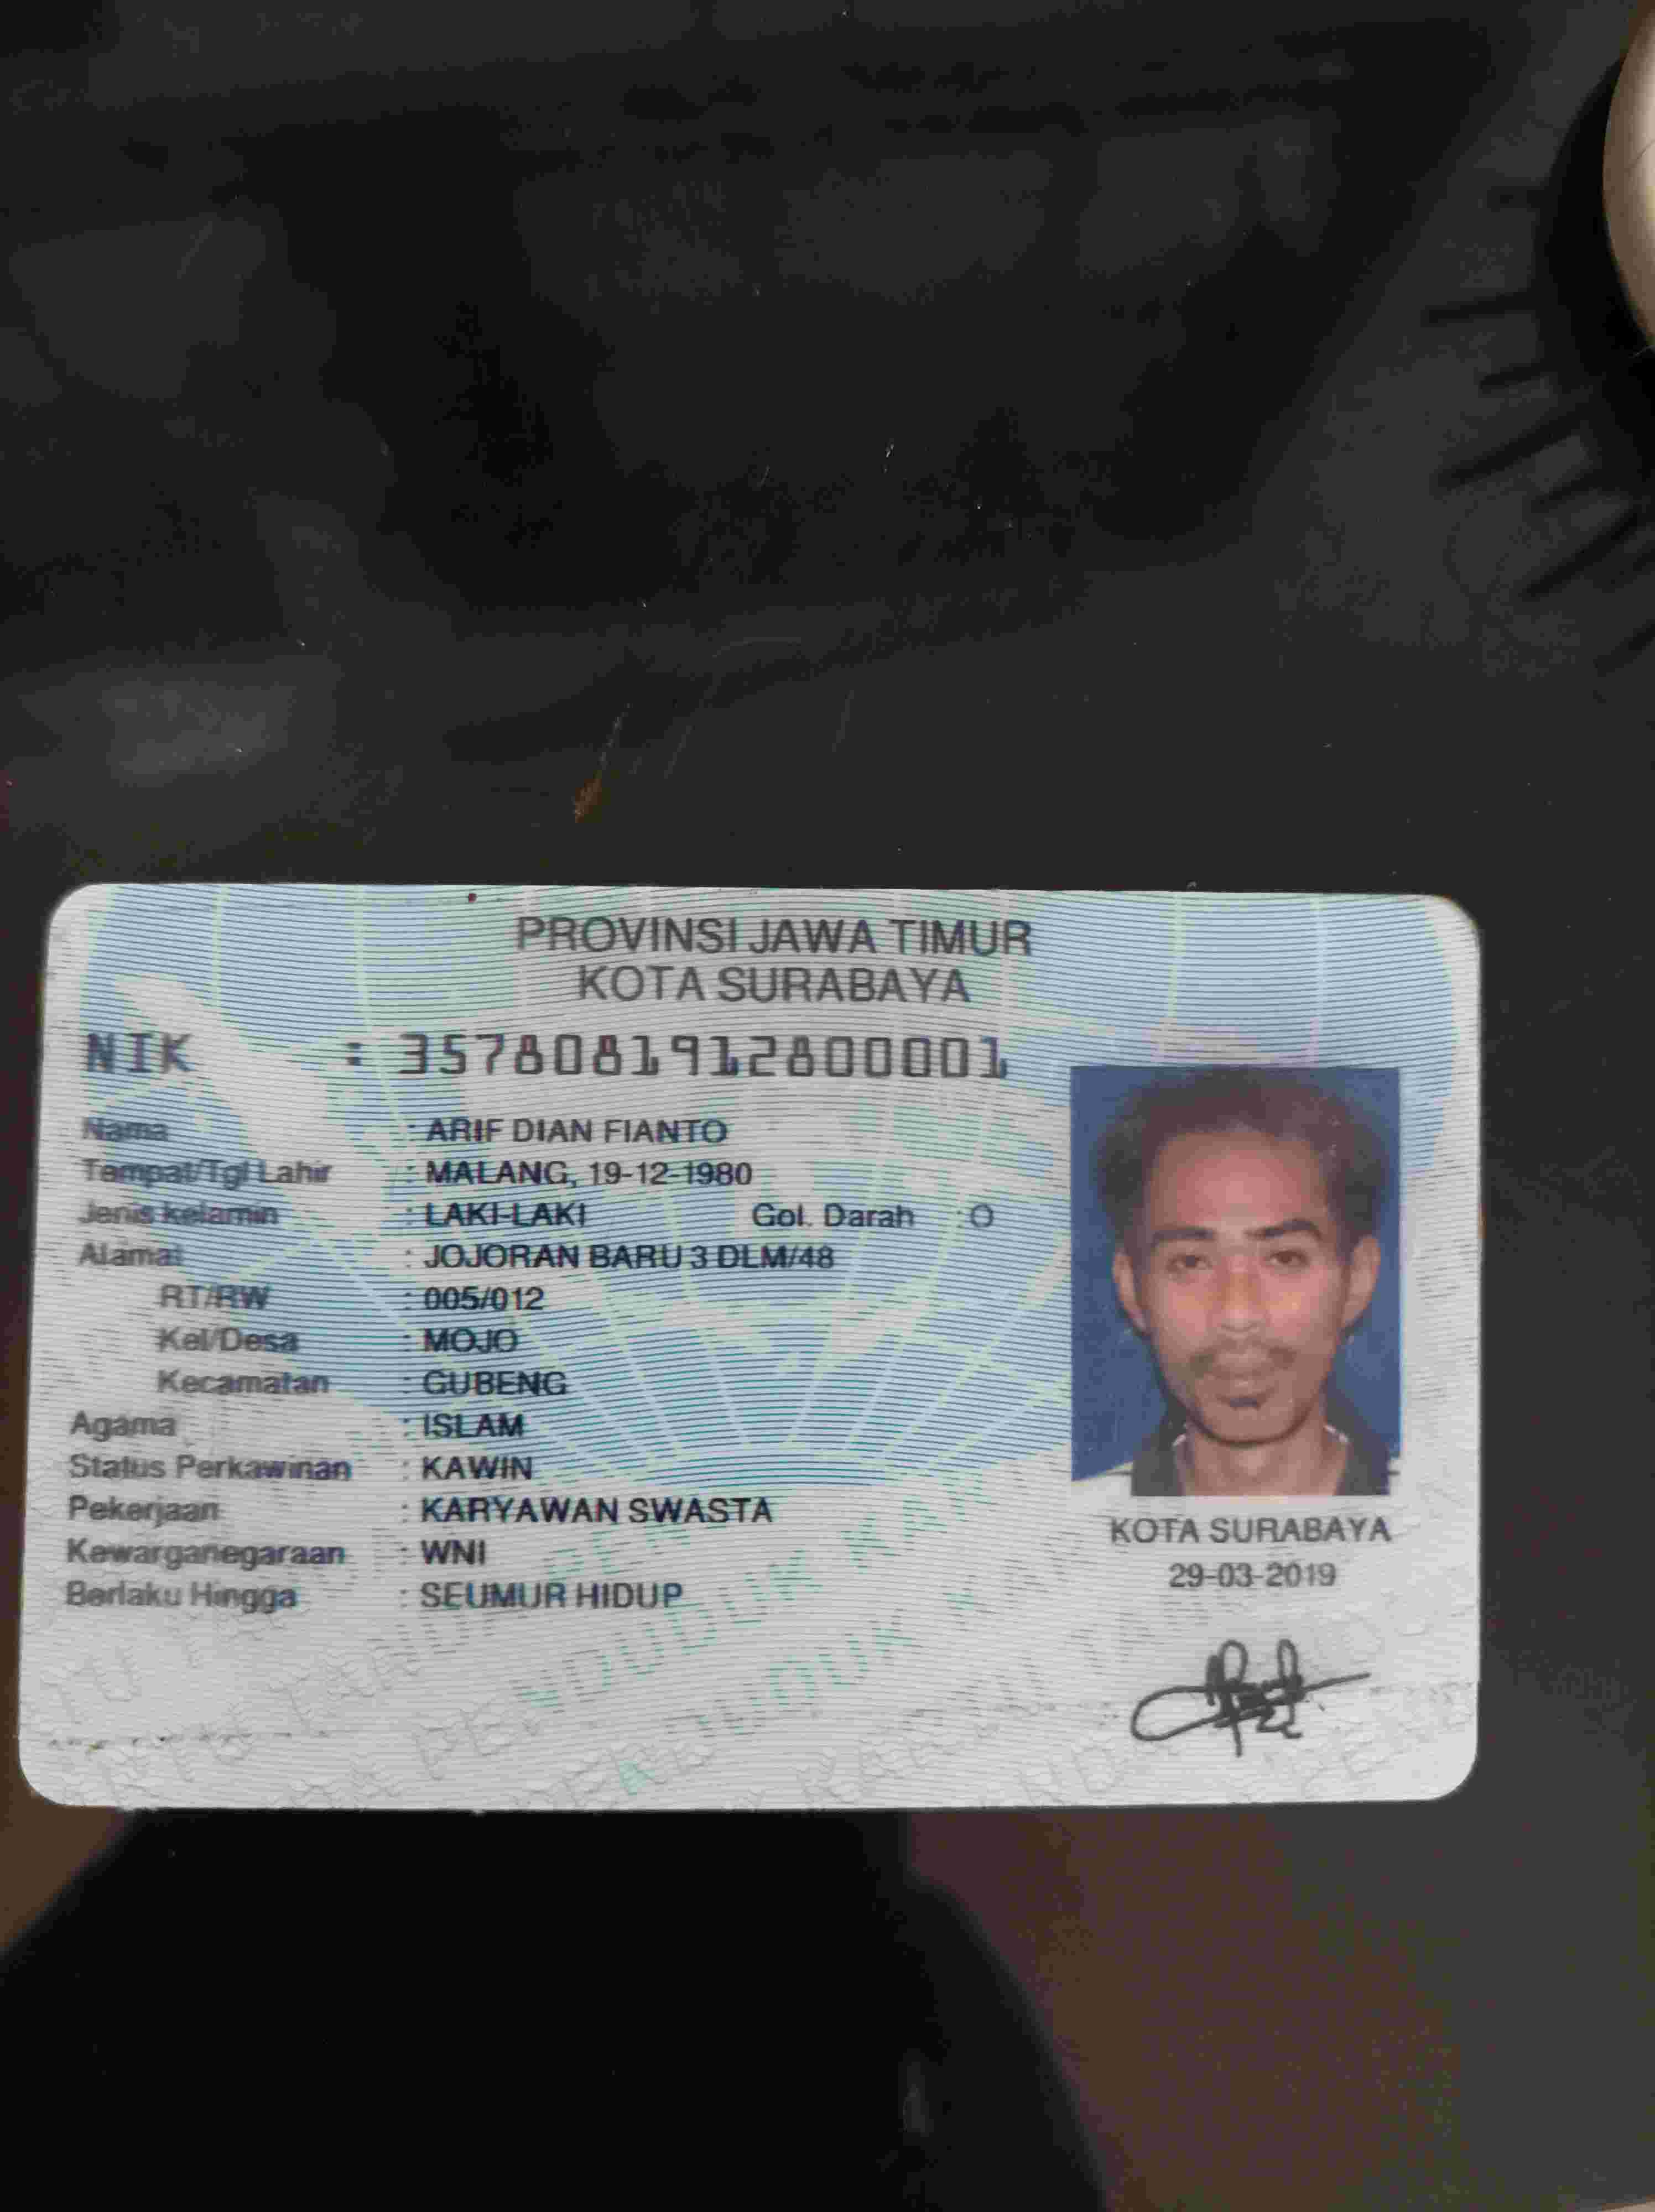 PROVINSI JAWA TIMUR
KOTA SURABAYA
NIK : 3578081912800001
Nama : ARIF DIAN FIANTO
Tempat/Tgl Lahir : MALANG, 19-12-1980
Jenis kelamin : LAKI-LAKI Gol. Darah : O
Alamat : JOJORAN BARU 3 DLM/48
RT/RW : 005/012
Kel/Desa : MOJO
Kecamatan : GUBENG
Agama : ISLAM
Status Perkawinan : KAWIN
Pekerjaan : KARYAWAN SWASTA
Kewarganegaraan : WNI
Berlaku Hingga : SEUMUR HIDUP
KOTA SURABAYA
29-03-2019